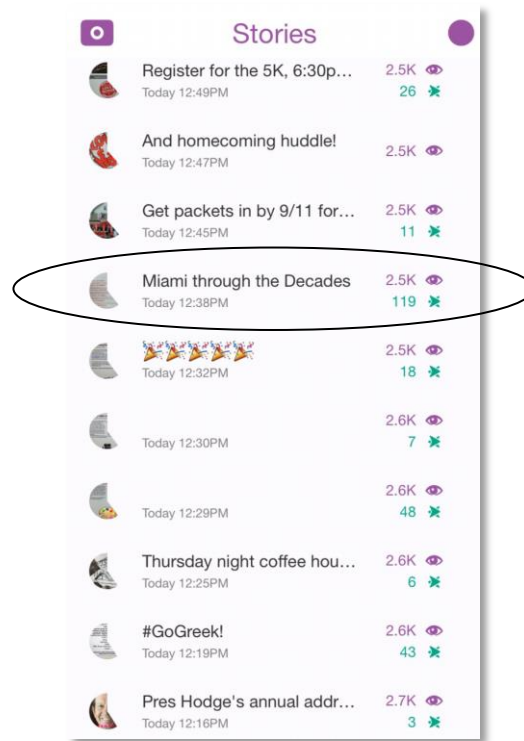 Stories
Register for the 5K, 6:30p... 2.5K
Today 12:49PM 26
And homecoming huddle! 2.5K
Today 12:47PM
Get packets in by 9/11 for... 2.5K
Today 12:45PM 11
Miami through the Decades 2.5K
Today 12:38PM 119
🎉🎉🎉🎉🎉 2.5K
Today 12:32PM 18
2.6K
Today 12:30PM 7
2.6K
Today 12:29PM 48
Thursday night coffee hou... 2.6K
Today 12:25PM 6
#GoGreek! 2.6K
Today 12:19PM 43
Pres Hodge's annual addr... 2.7K
Today 12:16PM 3